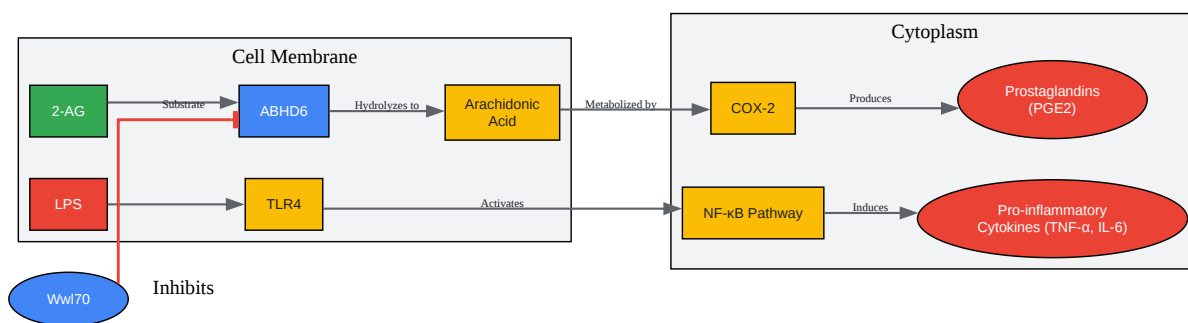 Cell Membrane
2-AG
Substrate
ABHD6
Hydrolyzes to
Arachidonic
Acid
LPS
TLR4
Activates
Metabolized by
Cytoplasm
COX-2
Produces
Prostaglandins
(PGE2)
NF-κB Pathway
Induces
Pro-inflammatory
Cytokines (TNF-α, IL-6)
Wwl70
Inhibits